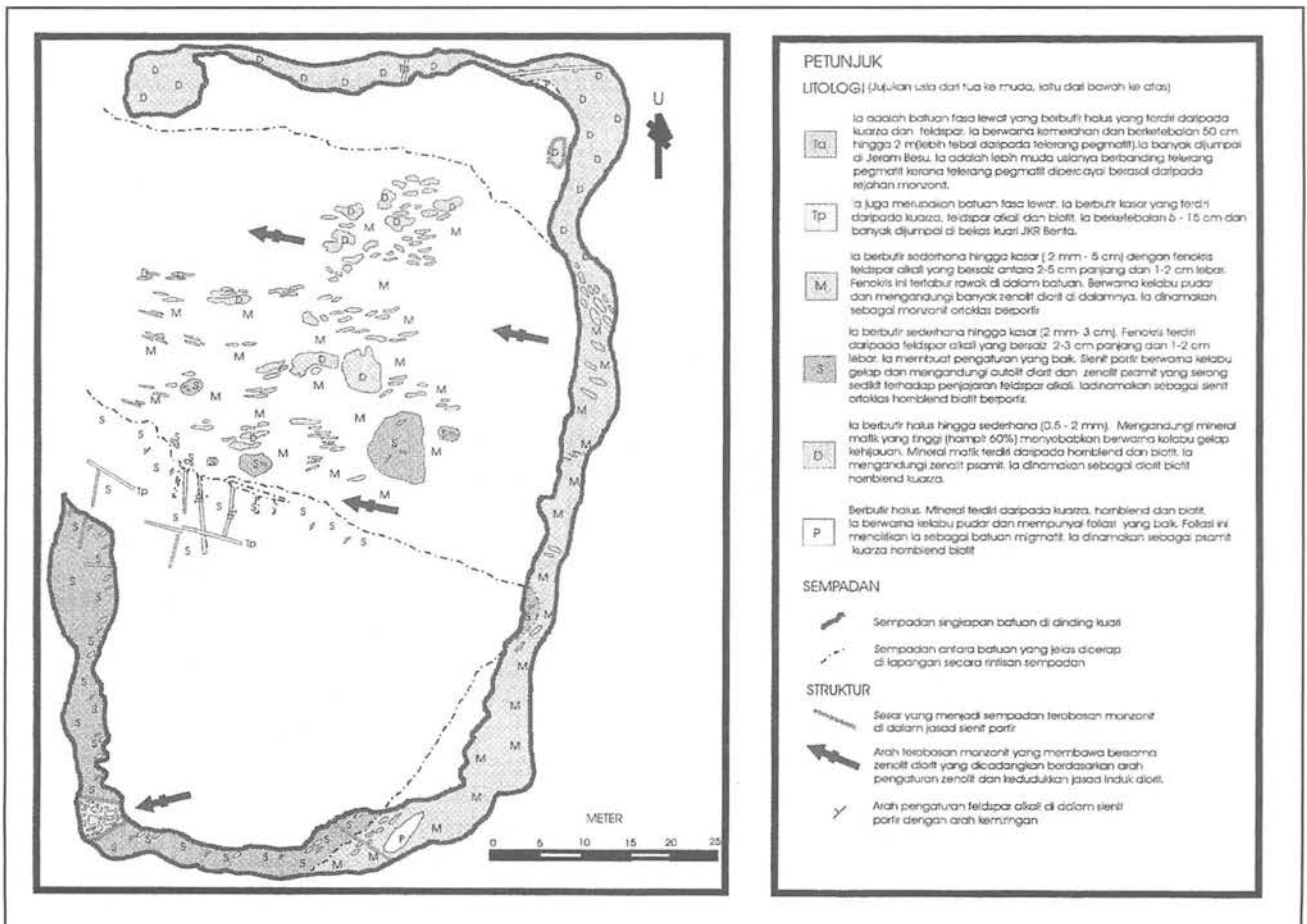 U
METER
0 5 10 15 20 25
PETUNJUK
LITOLOGI (Jujukan usia dari tua ke muda, iaitu dari bawah ke atas)
Ta
Ia adalah batuan fasa lewat yang berbutir halus yang terdiri daripada
kuarza dan feldspar. Ia berwarna kemerahan dan berketebalan 50 cm
hingga 2 m(lebih tebal daripada telerang pegmatit).Ia banyak dijumpai
di Jeram Besu. Ia adalah lebih muda usianya berbanding telerang
pegmatit kerana telerang pegmatit dipercayai berasal daripada
rejahan monzonit.
Tp
Ia juga merupakan batuan fasa lewat. Ia berbutir kasar yang terdiri
daripada kuarza, feldspar alkali dan biotit. Ia berketebalan 5 - 15 cm dan
banyak dijumpai di bekas kuari JKR Benta.
M
Ia berbutir sederhana hingga kasar ( 2 mm - 5 cm) dengan fenokris
feldspar alkali yang bersaiz antara 2-5 cm panjang dan 1-2 cm lebar.
Fenokris ini tertabur rawak di dalam batuan. Berwarna kelabu pudar
dan mengandungi banyak zenolit diorit di dalamnya. Ia dinamakan
sebagai monzonit ortoklas berporfir
S
Ia berbutir sederhana hingga kasar (2 mm- 3 cm). Fenokris terdiri
daripada feldspar alkali yang bersaiz 2-3 cm panjang dan 1-2 cm
lebar. Ia membuat pengaturan yang baik. Sienit porfir berwarna kelabu
gelap dan mengandungi autolit diorit dan zenolit psamit yang serong
sedikit terhadap penjajaran feldspar alkali. Iadinamakan sebagai sienit
ortoklas hornblend biotit berporfir.
D
Ia berbutir halus hingga sederhana (0.5 - 2 mm). Mengandungi mineral
mafik yang tinggi (hampir 60%) menyebabkan berwarna kelabu gelap
kehijauan. Mineral mafik terdiri daripada hornblend dan biotit. Ia
mengandungi zenolit psamit. Ia dinamakan sebagai diorit biotit
hornblend kuarza.
P
Berbutir halus. Mineral terdiri daripada kuarza, hornblend dan biotit.
Ia berwarna kelabu pudar dan mempunyai foliasi yang baik. Foliasi ini
mencirikan ia sebagai batuan migmatit. Ia dinamakan sebagai psamit
kuarza hornblend biotit
SEMPADAN
Sempadan singkapan batuan di dinding kuari
Sempadan antara batuan yang jelas dicerap
di lapangan secara rintisan sempadan
STRUKTUR
Sesar yang menjadi sempadan terobosan monzonit
di dalam jasad sienit porfir
Arah terobosan monzonit yang membawa bersama
zenolit diorit yang dicadangkan berdasarkan arah
pengaturan zenolit dan kedudukkan jasad induk diorit.
Arah pengaturan feldspar alkali di dalam sienit
porfir dengan arah kemiringan